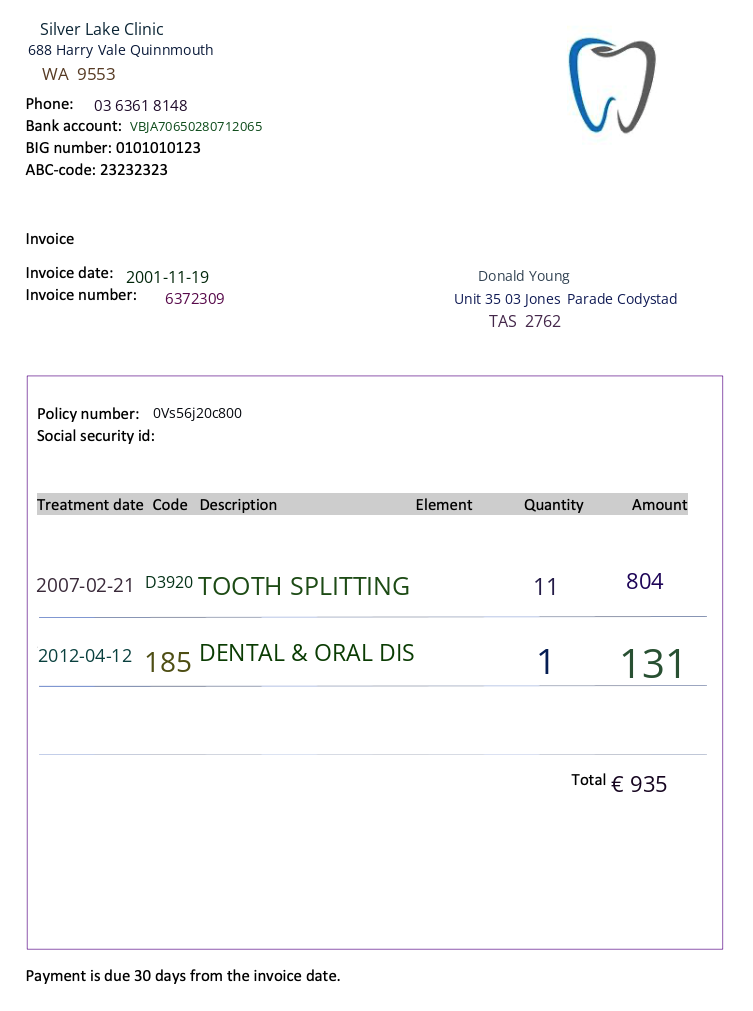 Silver Lake Clinic
688 Harry Vale Quinnmouth
WA 9553
Phone: 03 6361 8148
Bank account: VBJA70650280712065
BIG number: 0101010123
ABC-code: 23232323
Invoice
Invoice date: 2001-11-19
Invoice number: 6372309
Donald Young
Unit 35 03 Jones Parade Codystad
TAS 2762
Policy number: 0Vs56j20c800
Social security id:
Treatment date Code Description Element Quantity Amount
2007-02-21 D3920 TOOTH SPLITTING 11 804
2012-04-12 185 DENTAL & ORAL DIS 1 131
Total € 935
Payment is due 30 days from the invoice date.